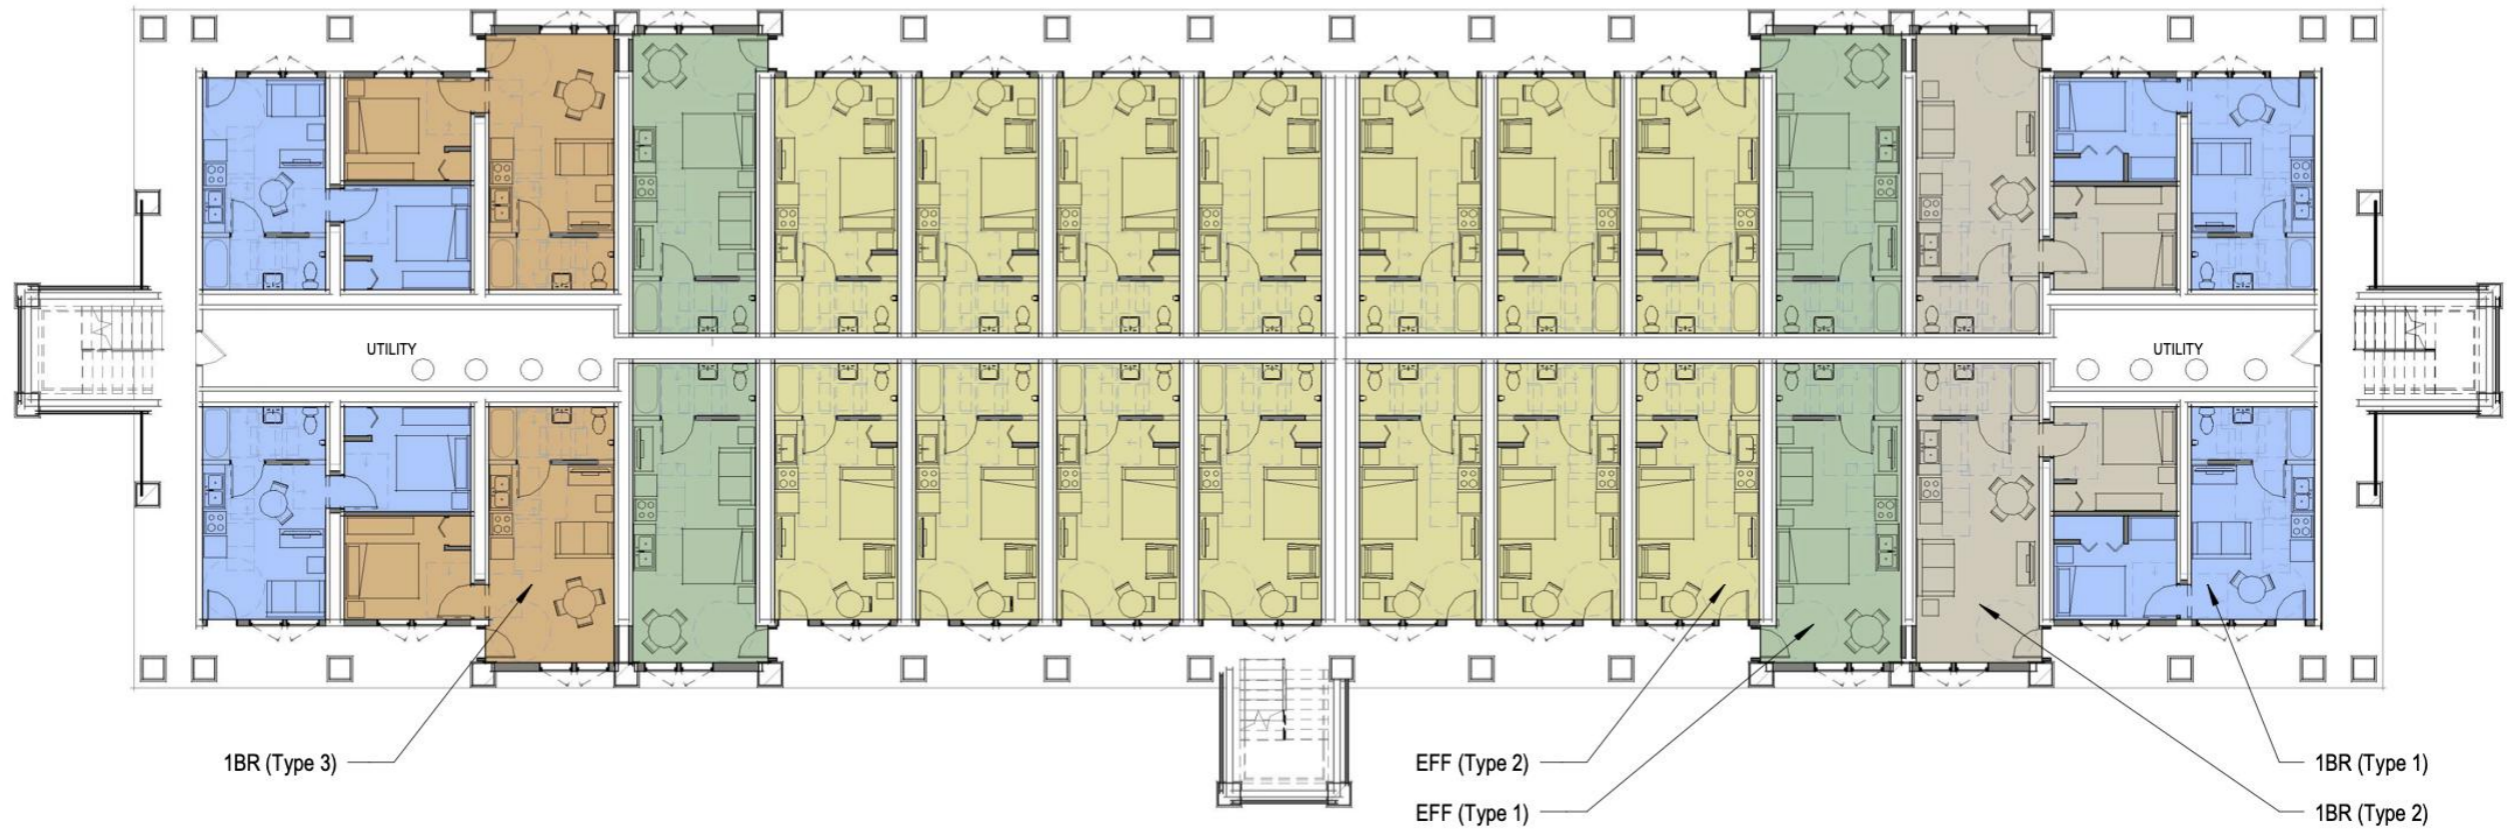 UTILITY
UTILITY
1BR (Type 3)
EFF (Type 2)
1BR (Type 1)
EFF (Type 1)
1BR (Type 2)